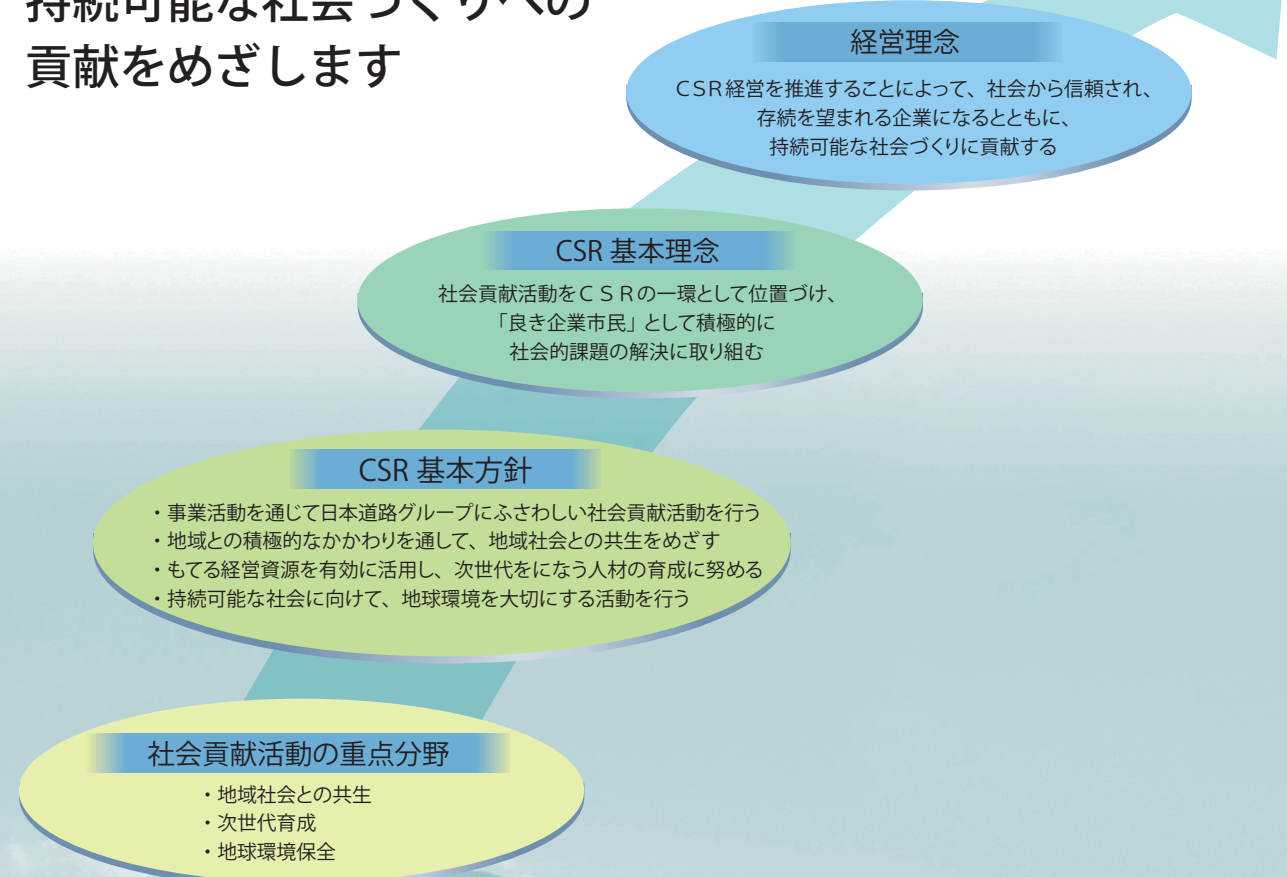 持続可能な社会づくりへの
貢献をめざします
経営理念
ＣＳＲ経営を推進することによって、社会から信頼され、
存続を望まれる企業になるとともに、
持続可能な社会づくりに貢献する
CSR 基本理念
社会貢献活動をＣＳＲの一環として位置づけ、
「良き企業市民」として積極的に
社会的課題の解決に取り組む
CSR 基本方針
・事業活動を通じて日本道路グループにふさわしい社会貢献活動を行う
・地域との積極的なかかわりを通して、地域社会との共生をめざす
・もてる経営資源を有効に活用し、次世代をになう人材の育成に努める
・持続可能な社会に向けて、地球環境を大切にする活動を行う
社会貢献活動の重点分野
・地域社会との共生
・次世代育成
・地球環境保全